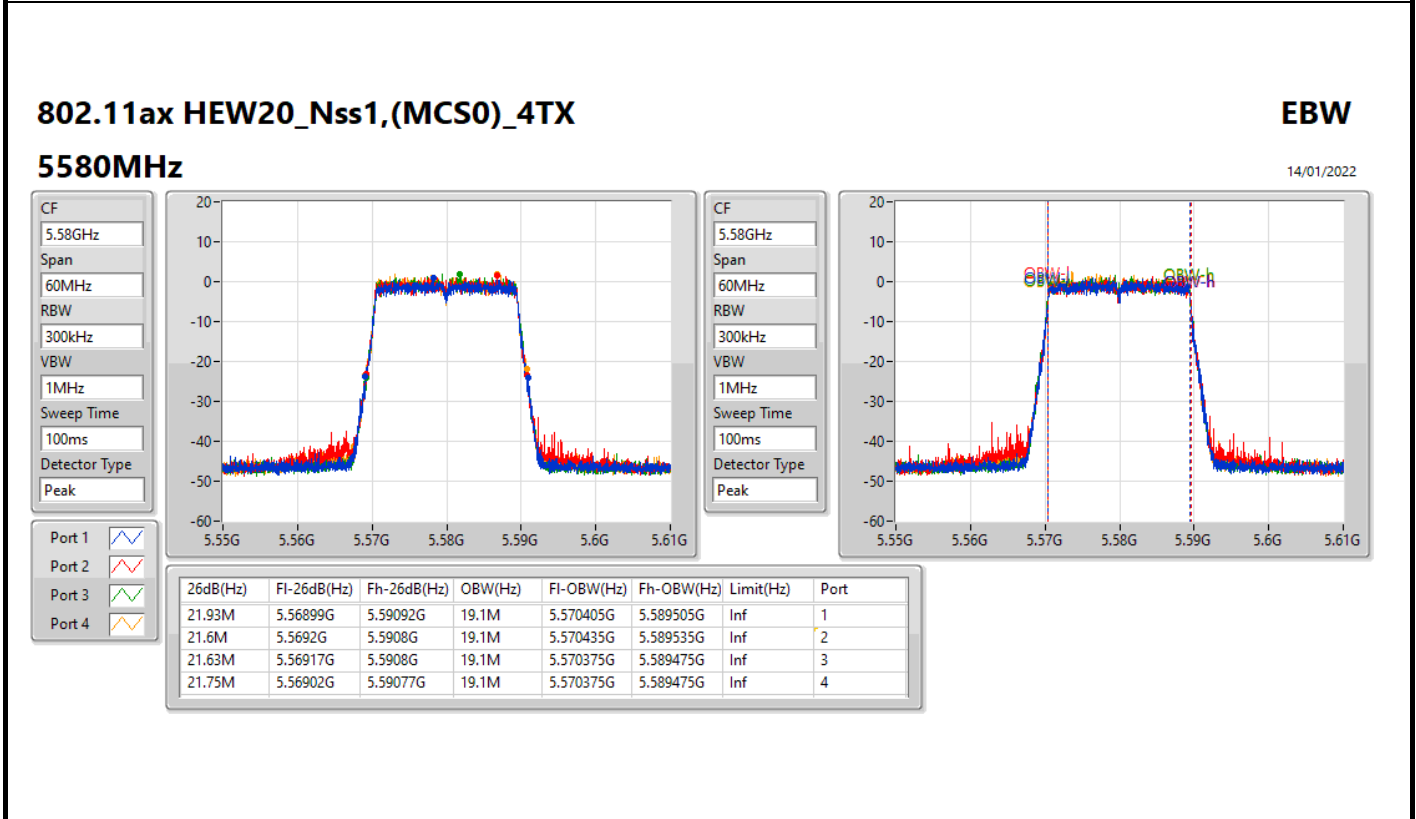 802.11ax HEW20_Nss1,(MCS0)_4TX
EBW
5580MHz
14/01/2022
CF
5.58GHz
Span
60MHz
RBW
300kHz
VBW
1MHz
Sweep Time
100ms
Detector Type
Peak
20
10
0
-10
-20
-30
-40
-50
-60
5.55G 5.56G 5.57G 5.58G 5.59G 5.6G 5.61G
CF
5.58GHz
Span
60MHz
RBW
300kHz
VBW
1MHz
Sweep Time
100ms
Detector Type
Peak
20
10
0
-10
-20
-30
-40
-50
-60
OBW-h
5.55G 5.56G 5.57G 5.58G 5.59G 5.6G 5.61G
Port 1
Port 2
Port 3
Port 4
26dB(Hz) Fl-26dB(Hz) Fh-26dB(Hz) OBW(Hz) Fl-OBW(Hz) Fh-OBW(Hz) Limit(Hz) Port
21.93M 5.56899G 5.59092G 19.1M 5.570405G 5.589505G Inf 1
21.6M 5.5692G 5.5908G 19.1M 5.570435G 5.589535G Inf 2
21.63M 5.56917G 5.5908G 19.1M 5.570375G 5.589475G Inf 3
21.75M 5.56902G 5.59077G 19.1M 5.570375G 5.589475G Inf 4